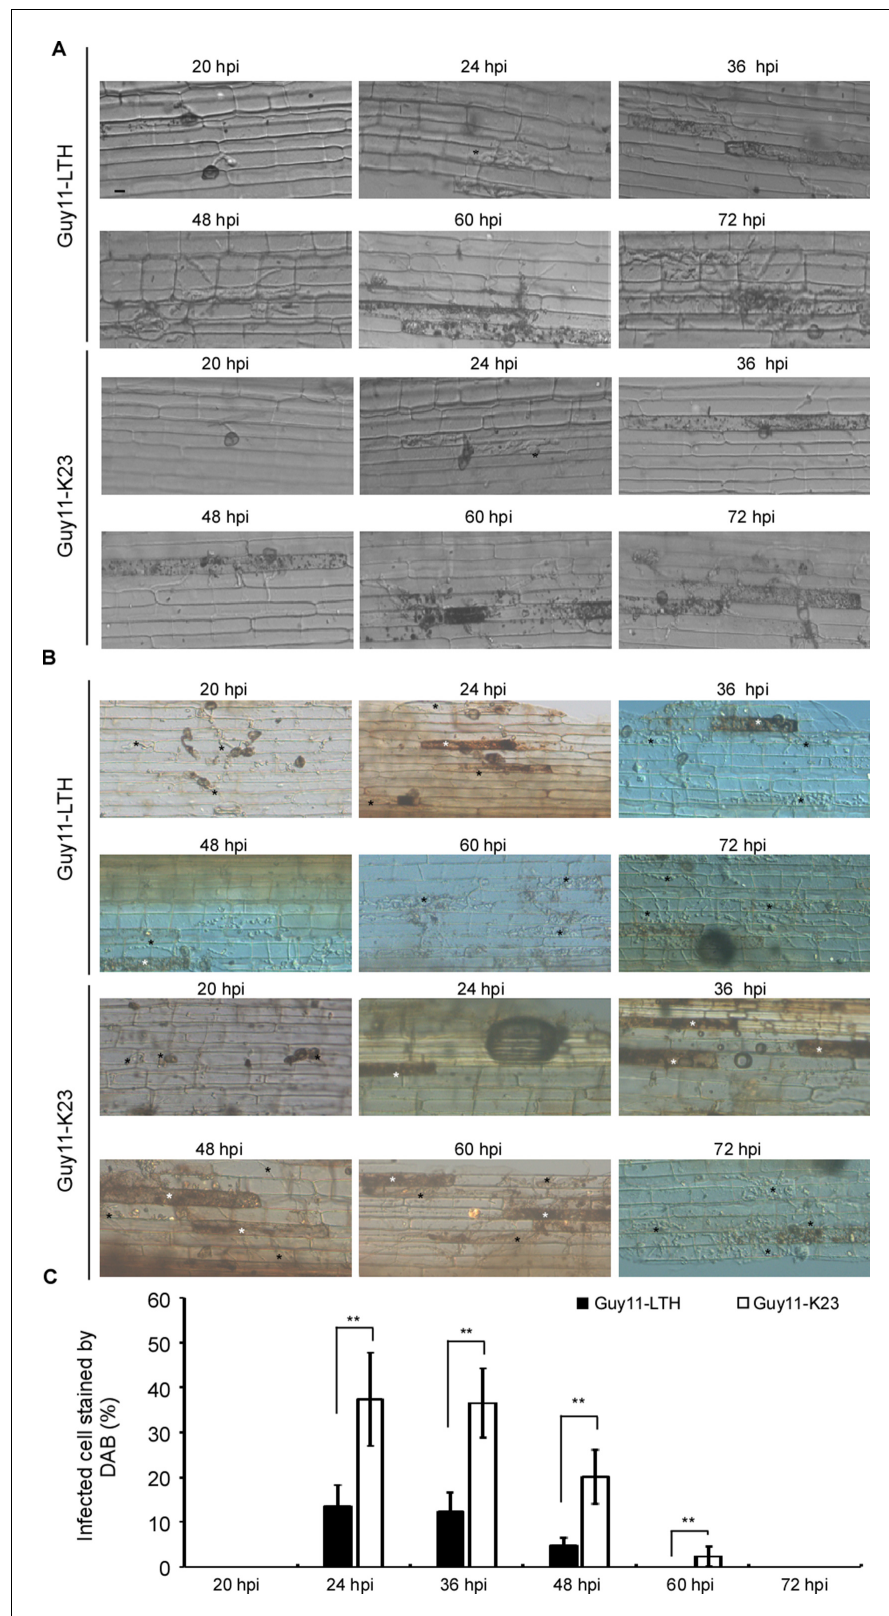 A
20 hpi 24 hpi 36 hpi
Guy11-LTH
48 hpi 60 hpi 72 hpi
20 hpi 24 hpi 36 hpi
Guy11-K23
48 hpi 60 hpi 72 hpi
B
20 hpi 24 hpi 36 hpi
Guy11-LTH
48 hpi 60 hpi 72 hpi
20 hpi 24 hpi 36 hpi
Guy11-K23
48 hpi 60 hpi 72 hpi
C
Infected cell stained by
DAB (%)
60
50
40
30
20
10
0
Guy11-LTH Guy11-K23
** ** ** **
20 hpi 24 hpi 36 hpi 48 hpi 60 hpi 72 hpi